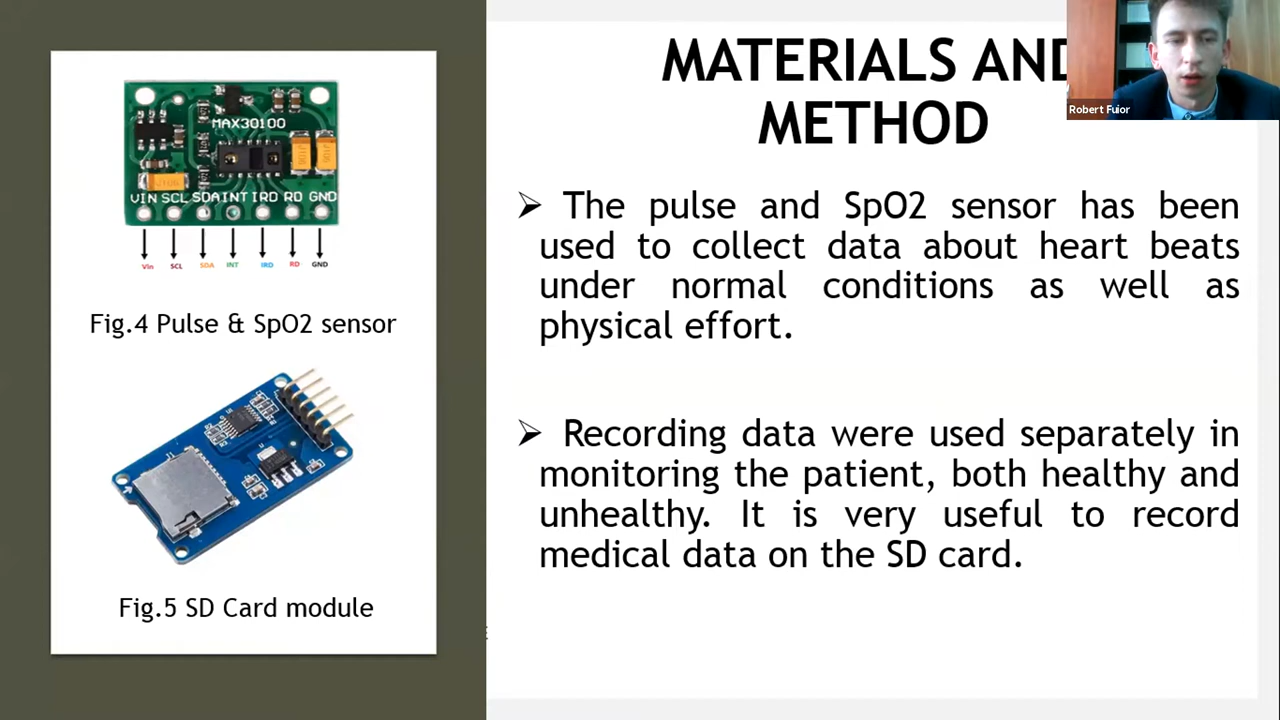 MATERIALS AND
METHOD
Robert Fuior
MAX30100
VIN SCL SDA INT IRD RD GND
Vin SCL SDA INT IRD RD GND
Fig.4 Pulse & SpO2 sensor
Fig.5 SD Card module
➢ The pulse and SpO2 sensor has been
used to collect data about heart beats
under normal conditions as well as
physical effort.
➢ Recording data were used separately in
monitoring the patient, both healthy and
unhealthy. It is very useful to record
medical data on the SD card.